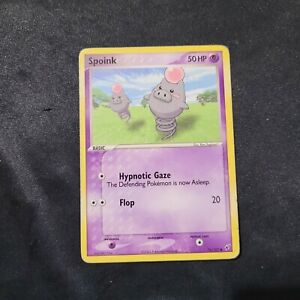 Spoink
50 HP
BASIC
Hypnotic Gaze
The Defending Pokémon is now Asleep.
Flop
20